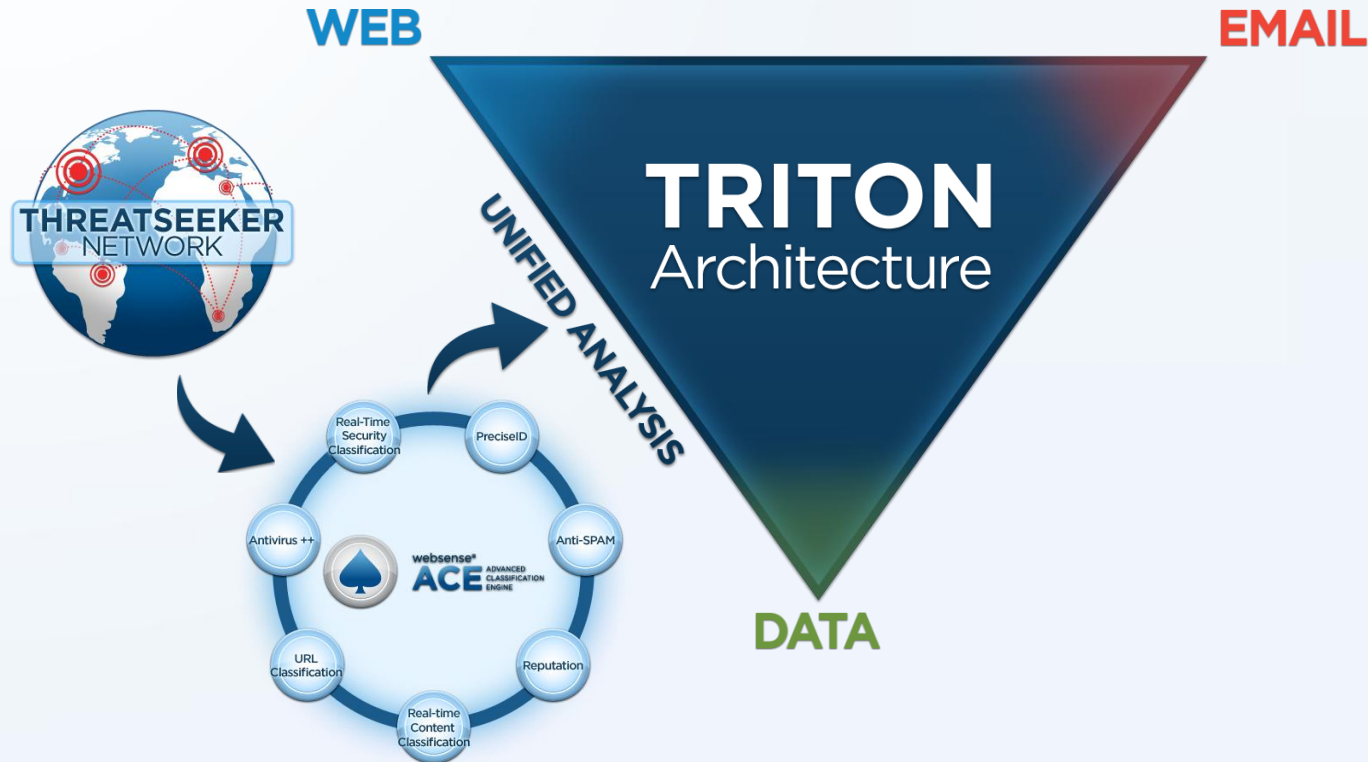 WEB
EMAIL
TRITON
Architecture
THREATSEEKER
NETWORK
UNIFIED ANALYSIS
Real-Time
Security
Classification
PreciseID
Antivirus ++
Anti-SPAM
websense®
ACE
ADVANCED
CLASSIFICATION
ENGINE
URL
Classification
Reputation
Real-time
Content
Classification
DATA